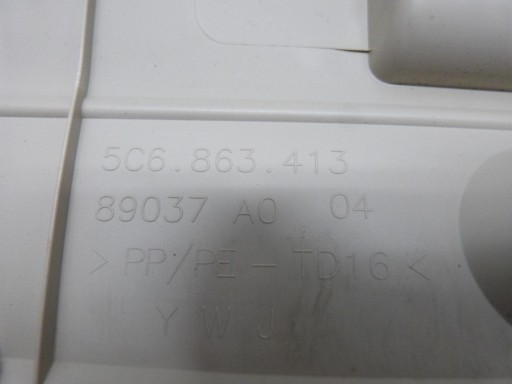 5C6.863.413
89037 A0 04
>PP/PE-TD16<
Y W J